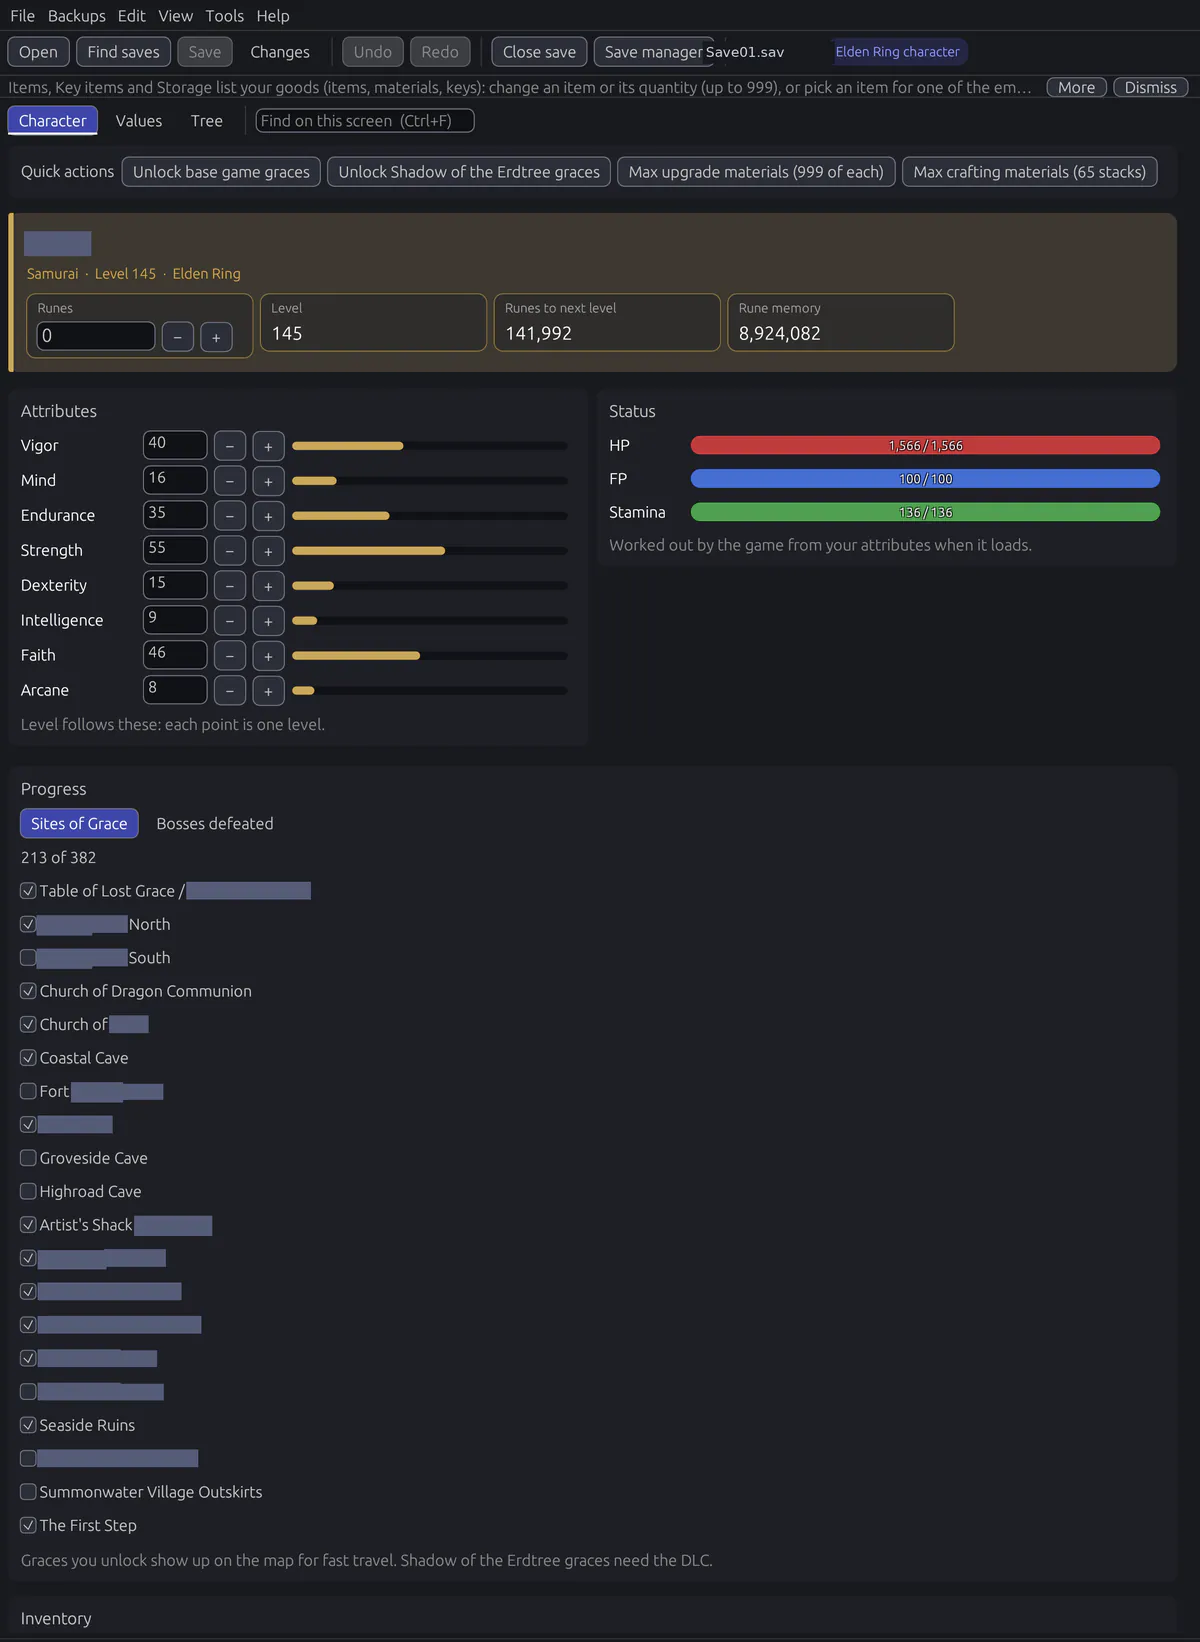 File Backups Edit View Tools Help
Open Find saves Save Changes Undo Redo Close save Save manager Save01.sav Elden Ring character
Items, Key items and Storage list your goods (items, materials, keys): change an item or its quantity (up to 999), or pick an item for one of the em… More Dismiss
Character Values Tree Find on this screen (Ctrl+F)
Quick actions Unlock base game graces Unlock Shadow of the Erdtree graces Max upgrade materials (999 of each) Max crafting materials (65 stacks)
Samurai · Level 145 · Elden Ring
Runes Level Runes to next level Rune memory
0 − + 145 141,992 8,924,082
Attributes
Vigor 40 − +
Mind 16 − +
Endurance 35 − +
Strength 55 − +
Dexterity 15 − +
Intelligence 9 − +
Faith 46 − +
Arcane 8 − +
Level follows these: each point is one level.
Status
HP 1,566 / 1,566
FP 100 / 100
Stamina 136 / 136
Worked out by the game from your attributes when it loads.
Progress
Sites of Grace Bosses defeated
213 of 382
Table of Lost Grace /
North
South
Church of Dragon Communion
Church of
Coastal Cave
Fort
Groveside Cave
Highroad Cave
Artist's Shack
Seaside Ruins
Summonwater Village Outskirts
The First Step
Graces you unlock show up on the map for fast travel. Shadow of the Erdtree graces need the DLC.
Inventory